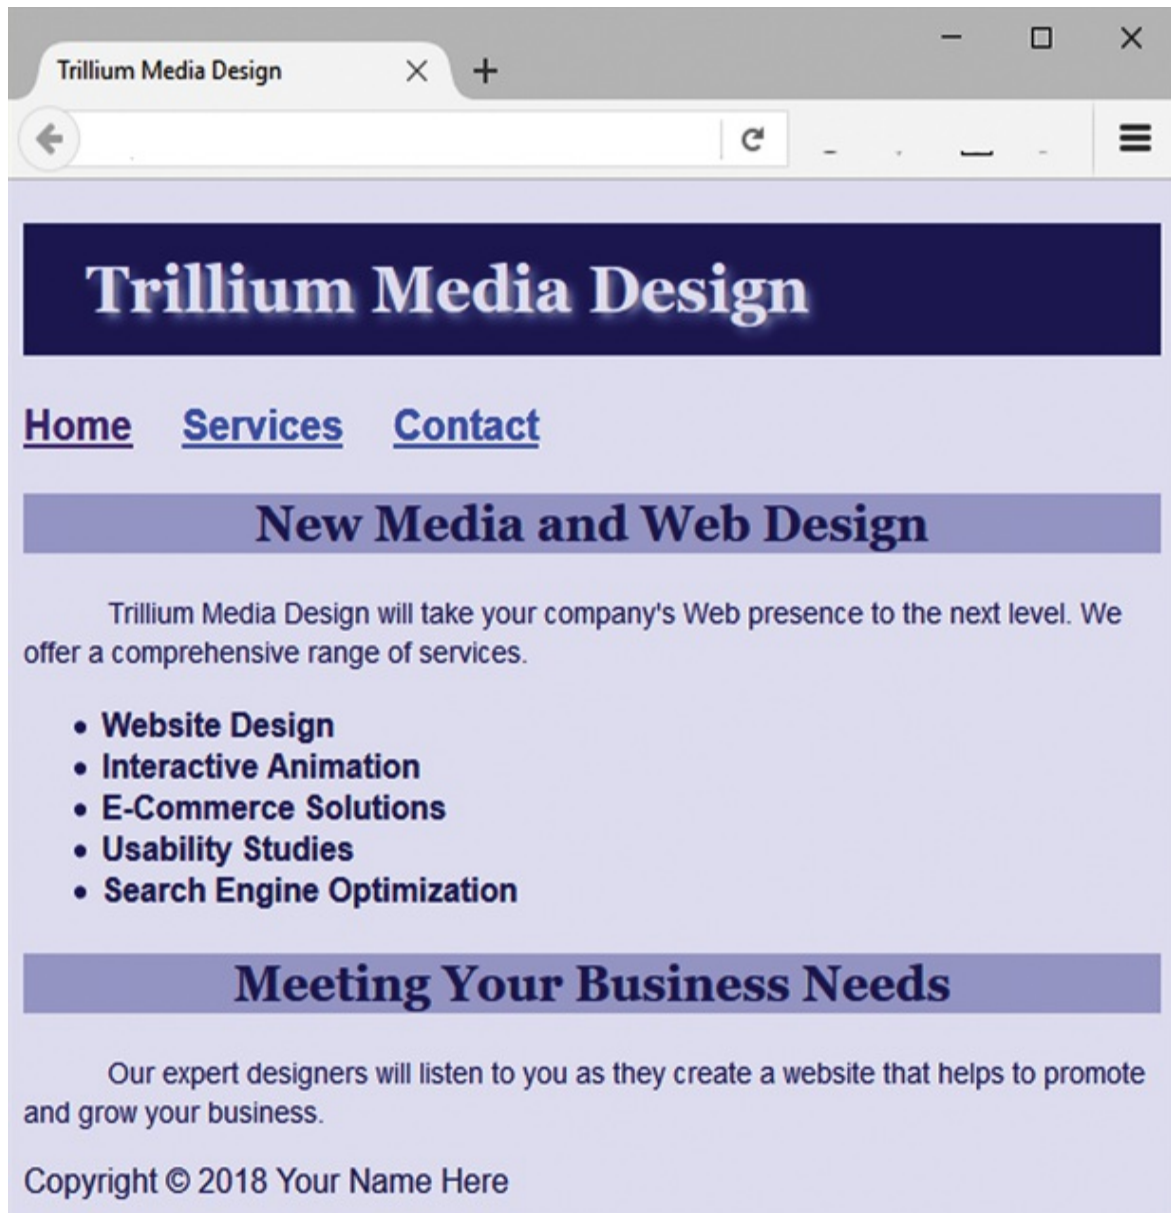 Trillium Media Design
Trillium Media Design
Home Services Contact
New Media and Web Design
Trillium Media Design will take your company's Web presence to the next level. We
offer a comprehensive range of services.
• Website Design
• Interactive Animation
• E-Commerce Solutions
• Usability Studies
• Search Engine Optimization
Meeting Your Business Needs
Our expert designers will listen to you as they create a website that helps to promote
and grow your business.
Copyright © 2018 Your Name Here